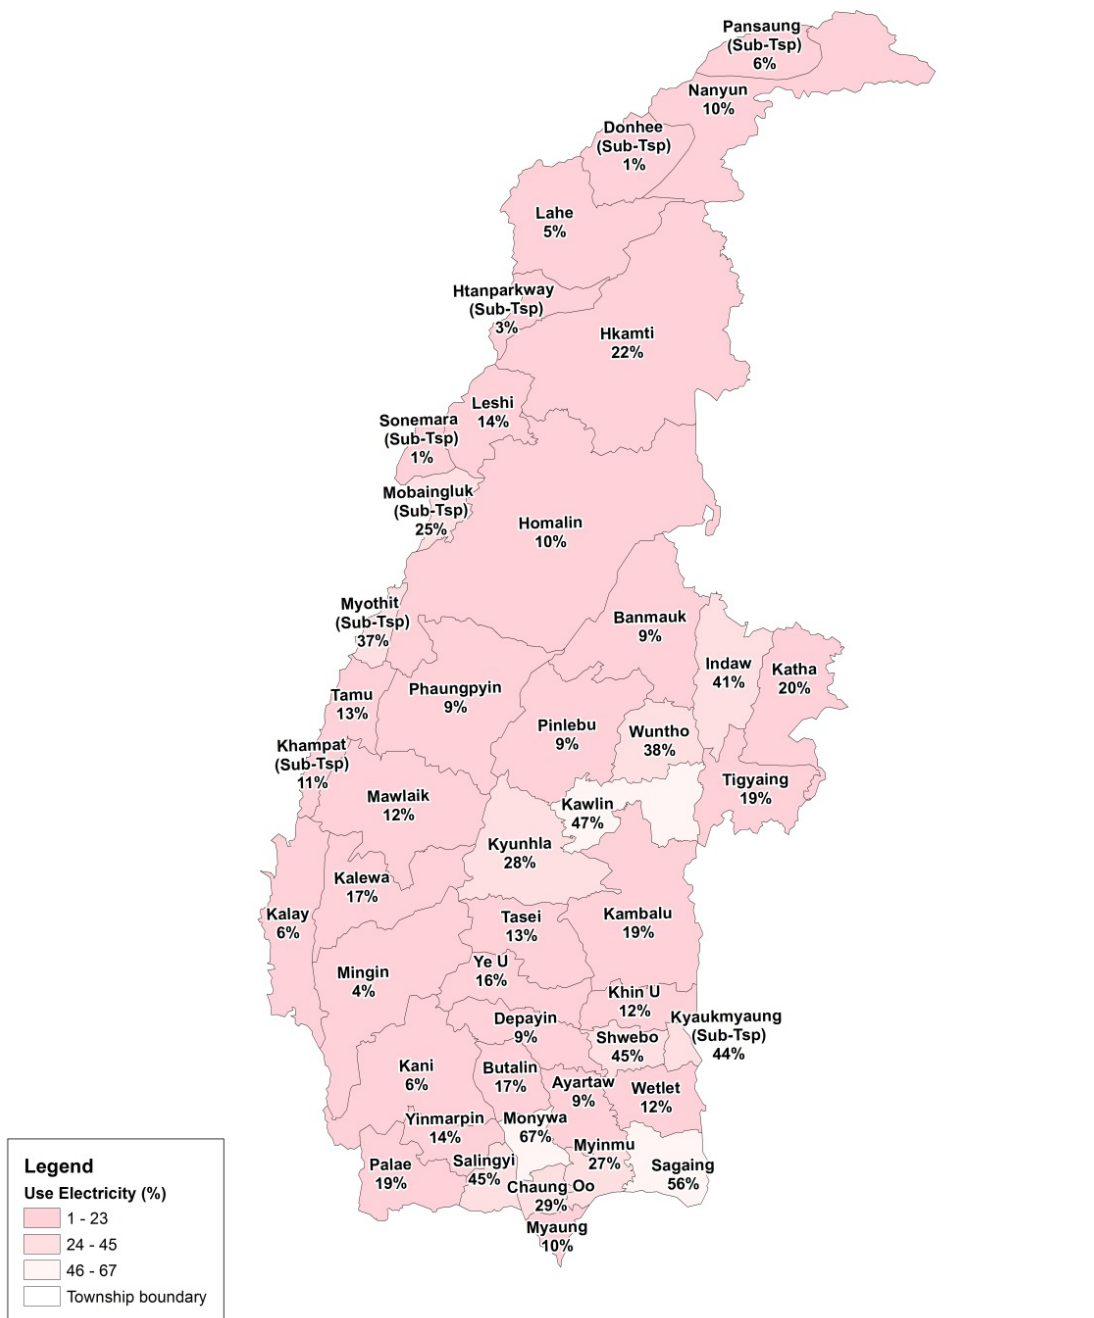 Pansaung
(Sub-Tsp)
6%
Nanyun
10%
Donhee
(Sub-Tsp)
1%
Lahe
5%
Htanparkway
(Sub-Tsp)
3%
Hkamti
22%
Leshi
14%
Sonemara
(Sub-Tsp)
1%
Mobaingluk
(Sub-Tsp)
25%
Homalin
10%
Myothit
(Sub-Tsp)
37%
Banmauk
9%
Indaw
41%
Katha
20%
Tamu
13%
Phaungpyin
9%
Pinlebu
9%
Wuntho
38%
Khampat
(Sub-Tsp)
11%
Mawlaik
12%
Tigyaing
19%
Kawlin
47%
Kyunhla
28%
Kalewa
17%
Kalay
6%
Tasei
13%
Kambalu
19%
Mingin
4%
Ye U
16%
Khin U
12%
Kyaukmyaung
(Sub-Tsp)
44%
Depayin
9%
Shwebo
45%
Kani
6%
Butalin
17%
Ayartaw
9%
Wetlet
12%
Yinmarpin
14%
Monywa
67%
Myinmu
27%
Palae
19%
Salingyi
45%
Sagaing
56%
Chaung Oo
29%
Myaung
10%
Legend
Use Electricity (%)
1 - 23
24 - 45
46 - 67
Township boundary